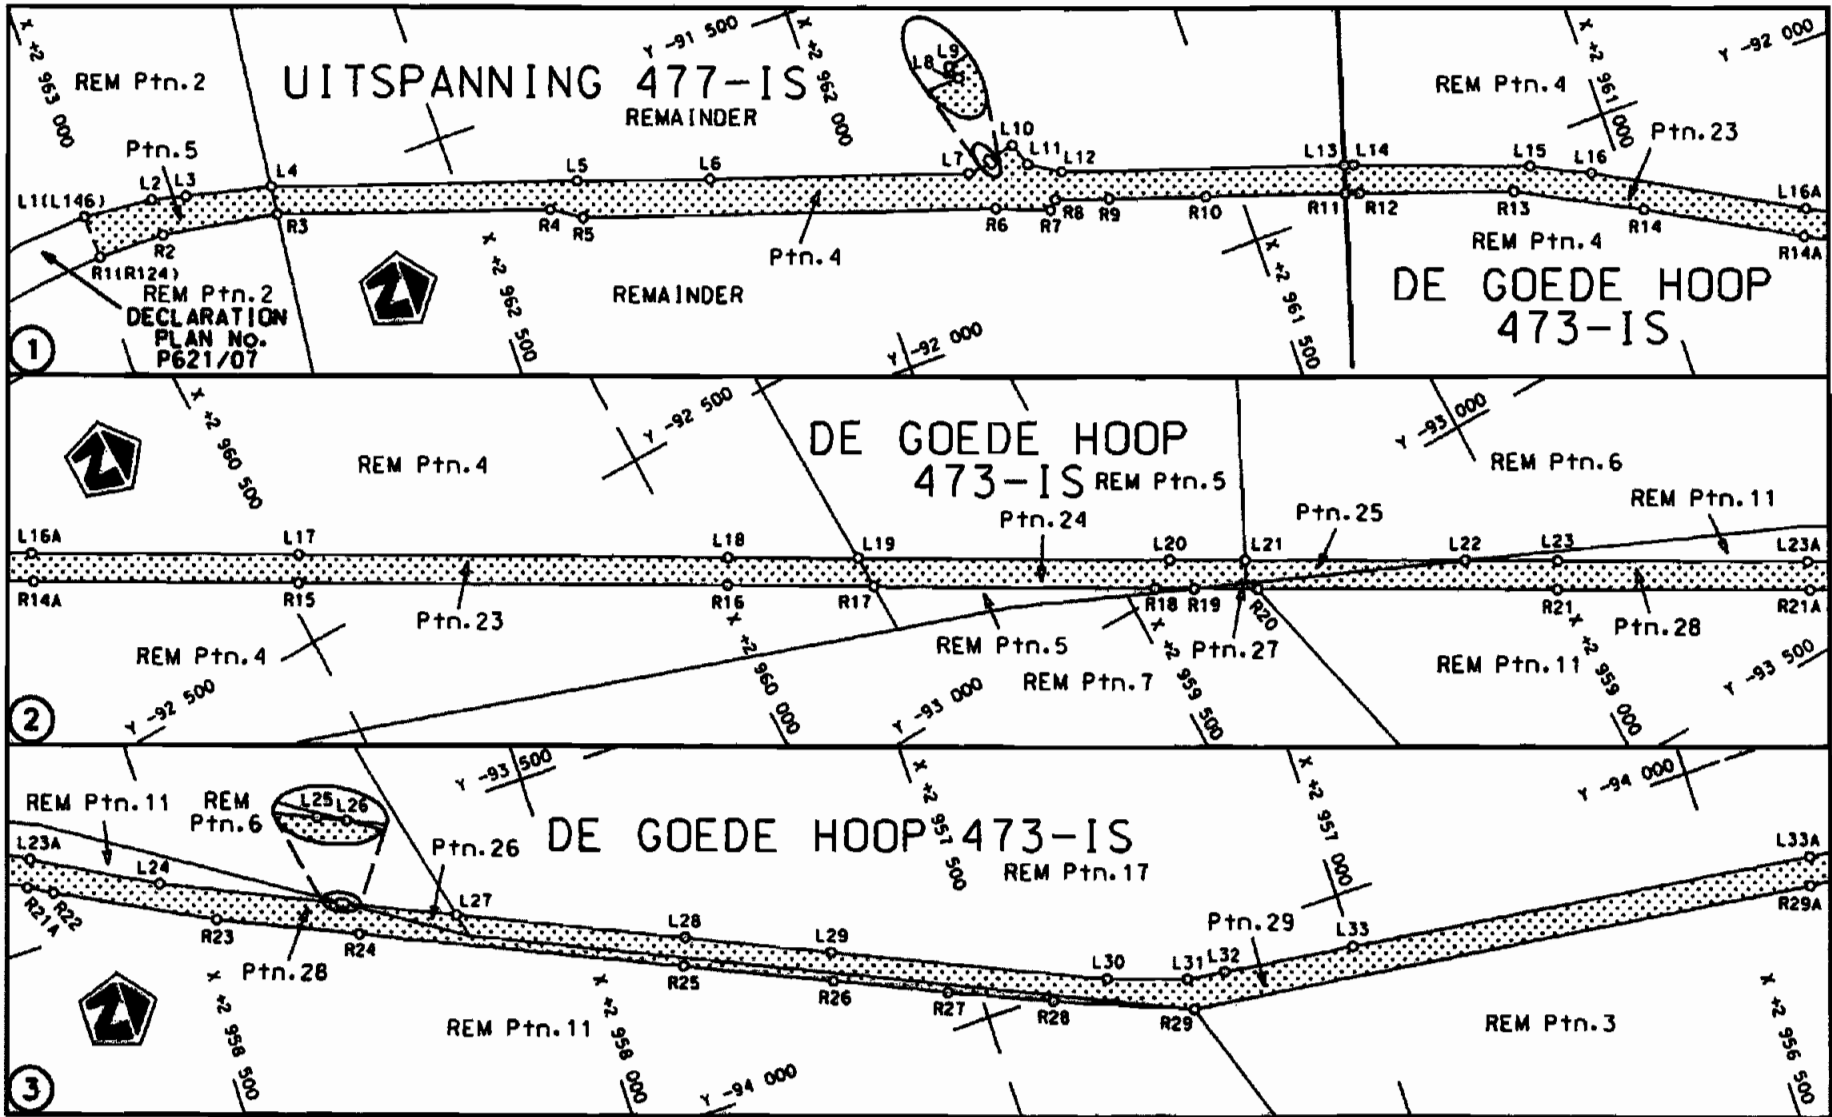 X +2 963 000
REM Ptn.2
UITSPANNING 477-IS
REMAINDER
Y -91 500
X +2 962 000
L9
L8
REM Ptn.4
X +2 961 000
Y -92 000
Ptn.23
Ptn.5
L1(L146)
L2
L3
L4
L5
L6
L7
L10
L11
L12
L13
L14
L15
L16
L16A
R1(R124)
R2
R3
R4
R5
R6
R7
R8
R9
R10
R11
R12
R13
R14
R14A
Ptn.4
REM Ptn.4
REM Ptn.2
DECLARATION
PLAN NO.
P621/07
X +2 962 500
REMAINDER
Y -92 000
X +2 961 500
DE GOEDE HOOP
473-IS
1
X +2 960 500
REM Ptn.4
Y -92 500
DE GOEDE HOOP
473-IS
REM Ptn.5
Y -93 000
REM Ptn.6
REM Ptn.11
Ptn.24
Ptn.25
L16A
L17
L18
L19
L20
L21
L22
L23
L23A
R14A
R15
R16
R17
R18
R19
R20
R21
R21A
Ptn.23
REM Ptn.4
REM Ptn.5
Ptn.27
Ptn.28
REM Ptn.7
REM Ptn.11
Y -92 500
X +2 960 000
Y -93 000
X +2 959 500
X +2 959 000
Y -93 500
2
REM Ptn.11
REM
Ptn.6
L25
L26
Y -93 500
DE GOEDE HOOP 473-IS
X +2 957 500
REM Ptn.17
X +2 957 000
Y -94 000
Ptn.26
L23A
L24
L27
L28
L29
L30
L31
L32
L33
L33A
Ptn.29
R21A
R22
R23
R24
R25
R26
R27
R28
R29
R29A
Ptn.28
X +2 958 500
REM Ptn.11
X +2 958 000
Y -94 000
REM Ptn.3
X +2 956 500
3